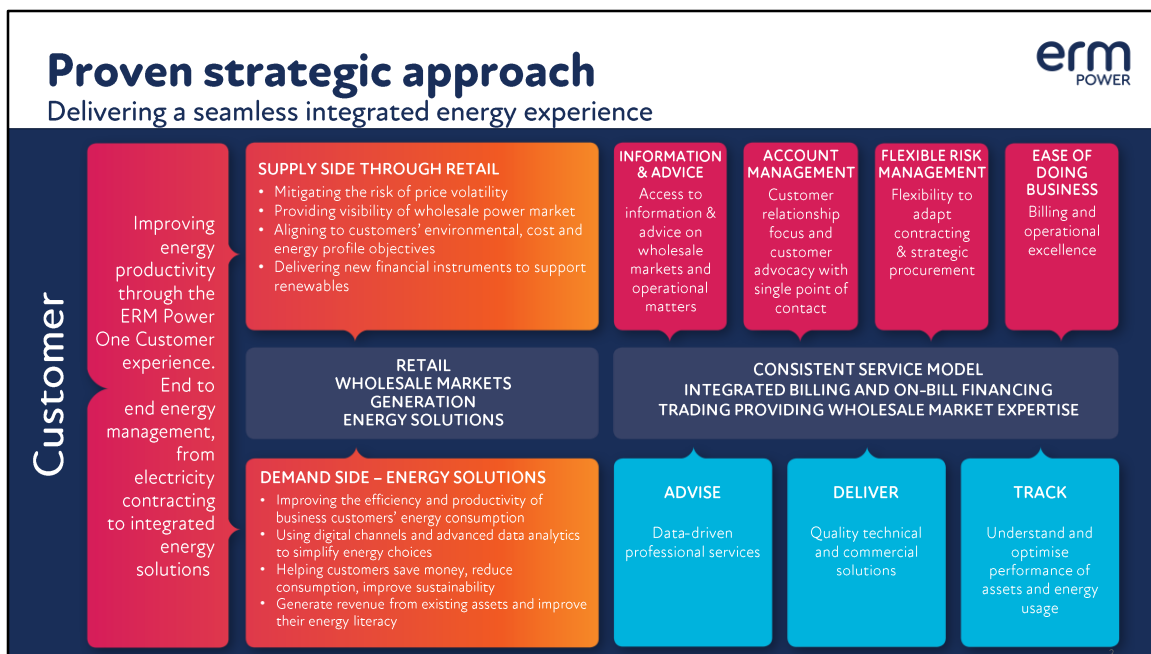 Proven strategic approach
Delivering a seamless integrated energy experience
erm
POWER
Customer
Improving
energy
productivity
through the
ERM Power
One Customer
experience.
End to
end energy
management,
from
electricity
contracting
to integrated
energy
solutions
SUPPLY SIDE THROUGH RETAIL
• Mitigating the risk of price volatility
• Providing visibility of wholesale power market
• Aligning to customers' environmental, cost and
energy profile objectives
• Delivering new financial instruments to support
renewables
INFORMATION
& ADVICE
Access to
information &
advice on
wholesale
markets and
operational
matters
ACCOUNT
MANAGEMENT
Customer
relationship
focus and
customer
advocacy with
single point of
contact
FLEXIBLE RISK
MANAGEMENT
Flexibility to
adapt
contracting
& strategic
procurement
EASE OF
DOING
BUSINESS
Billing and
operational
excellence
RETAIL
WHOLESALE MARKETS
GENERATION
ENERGY SOLUTIONS
CONSISTENT SERVICE MODEL
INTEGRATED BILLING AND ON-BILL FINANCING
TRADING PROVIDING WHOLESALE MARKET EXPERTISE
DEMAND SIDE – ENERGY SOLUTIONS
• Improving the efficiency and productivity of
business customers' energy consumption
• Using digital channels and advanced data analytics
to simplify energy choices
• Helping customers save money, reduce
consumption, improve sustainability
• Generate revenue from existing assets and improve
their energy literacy
ADVISE
Data-driven
professional services
DELIVER
Quality technical
and commercial
solutions
TRACK
Understand and
optimise
performance of
assets and energy
usage